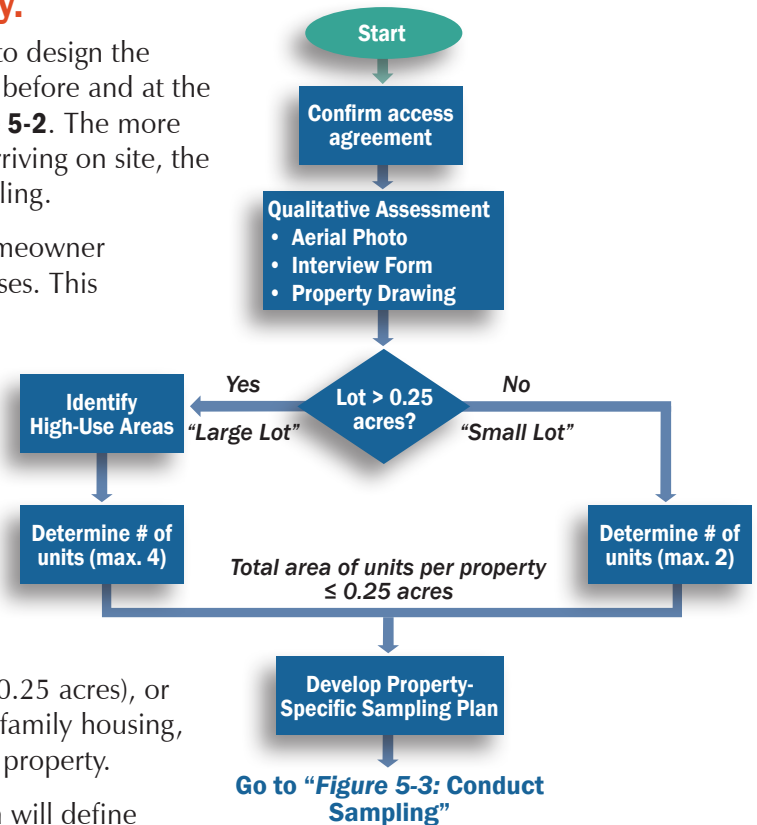 y.
to design the
before and at the
5-2. The more
rriving on site, the
ling.
meowner
ses. This
Start
Confirm access
agreement
Qualitative Assessment
• Aerial Photo
• Interview Form
• Property Drawing
Lot > 0.25
acres?
Yes
"Large Lot"
No
"Small Lot"
Identify
High-Use Areas
Determine # of
units (max. 4)
Determine # of
units (max. 2)
Total area of units per property
≤ 0.25 acres
Develop Property-
Specific Sampling Plan
Go to "Figure 5-3: Conduct
Sampling"
0.25 acres), or
family housing,
property.
n will define